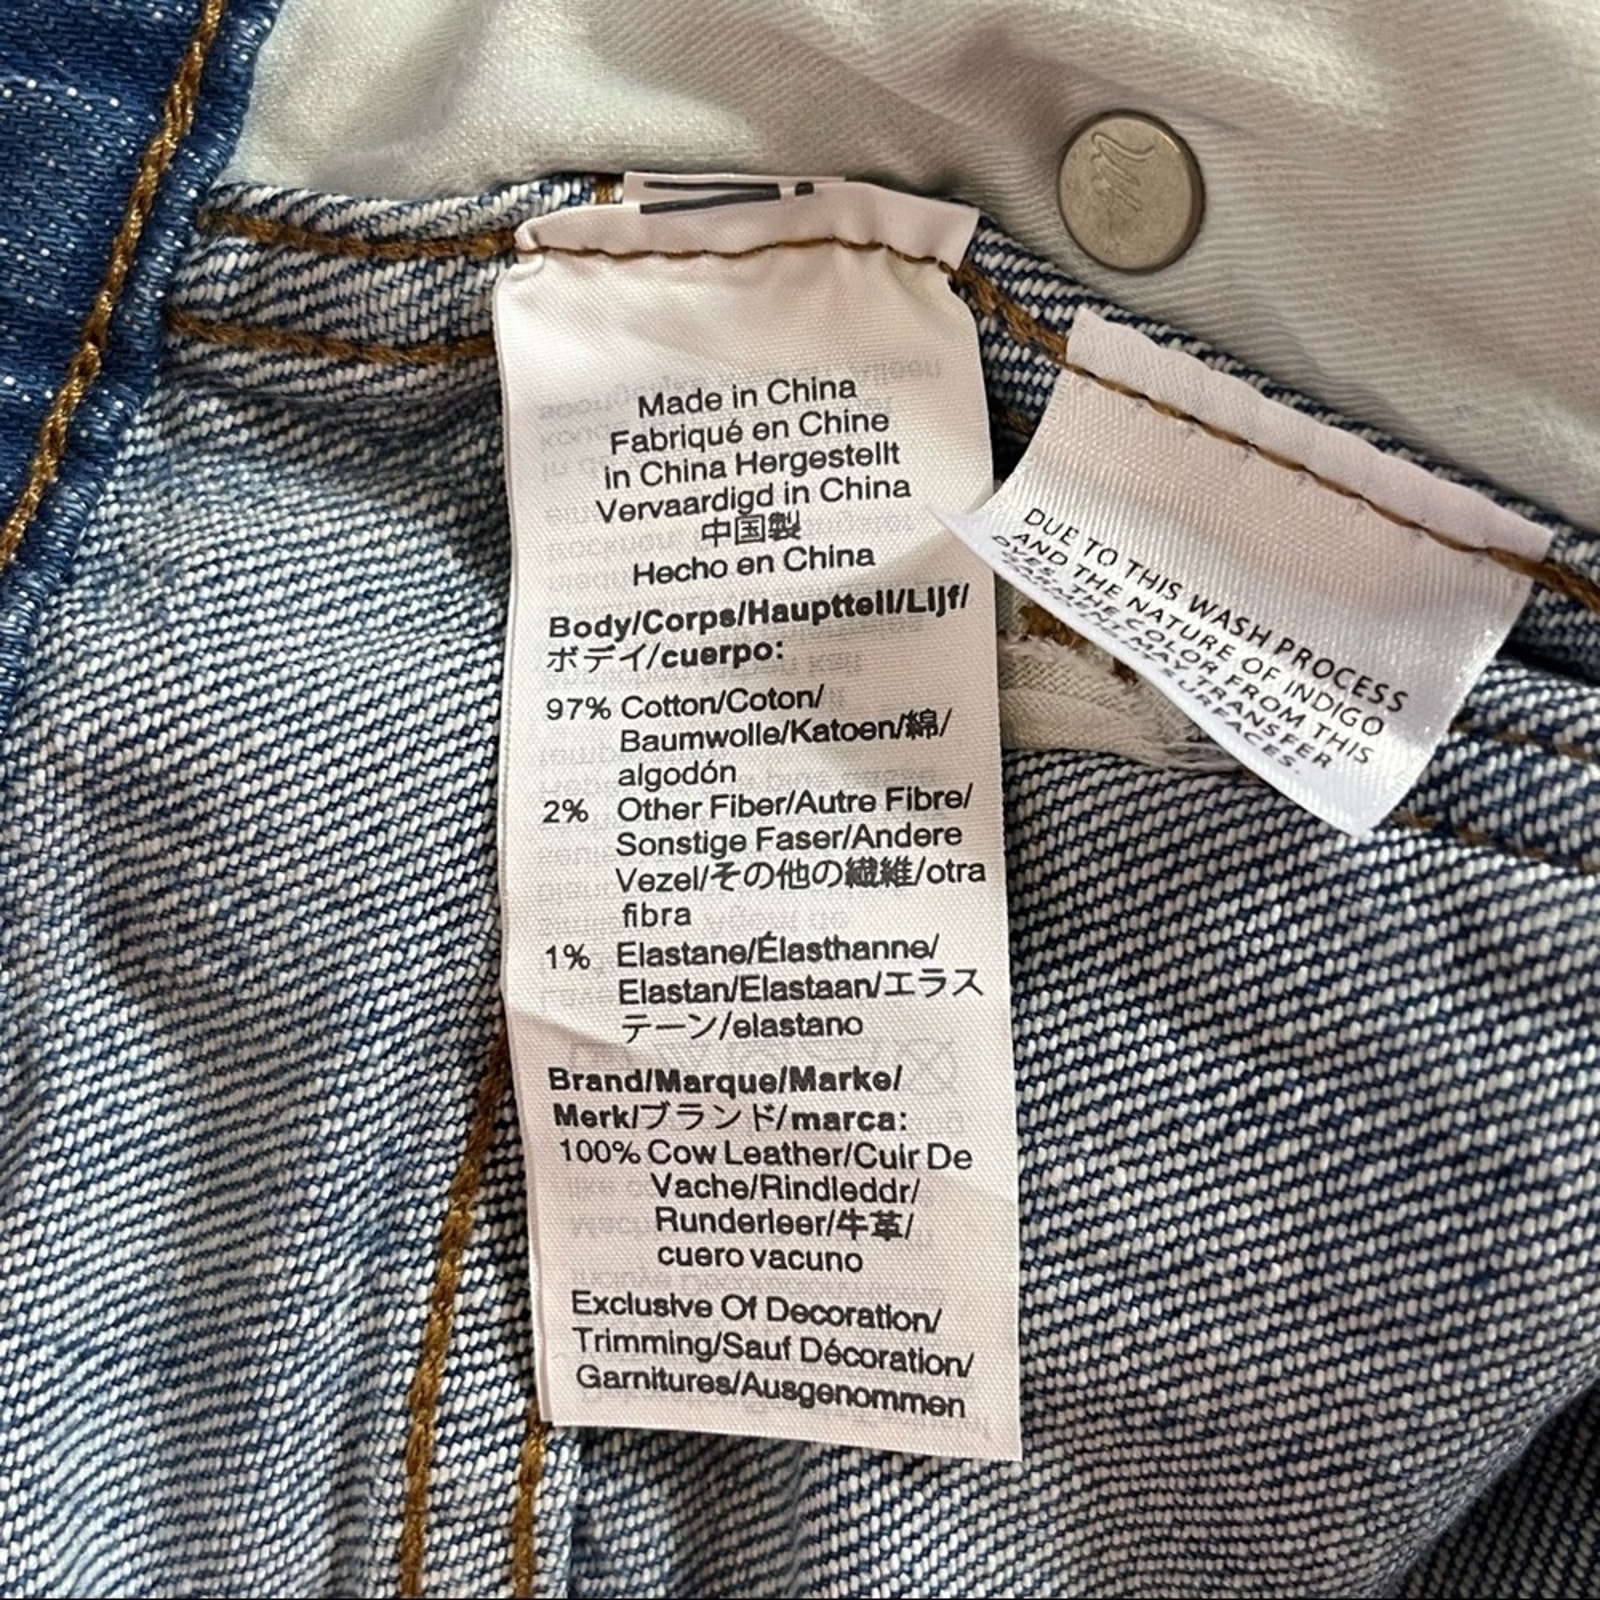 Made in China
Fabriqué en Chine
in China Hergestellt
Vervaardigd in China
中国製
Hecho en China
Body/Corps/Haupttell/Lijf/
ボデイ/cuerpo:
97% Cotton/Coton/
Baumwolle/Katoen/綿/
algodón
2% Other Fiber/Autre Fibre/
Sonstige Faser/Andere
Vezel/その他の繊維/otra
fibra
1% Elastane/Élasthanne/
Elastan/Elastaan/エラス
テーン/elastano
Brand/Marque/Marke/
Merk/ブランド/marca:
100% Cow Leather/Cuir De
Vache/Rindleddr/
Runderleer/牛革/
cuero vacuno
Exclusive Of Decoration/
Trimming/Sauf Décoration/
Garnitures/Ausgenommen
DUE TO THIS WASH PROCESS
AND THE NATURE OF INDIGO
DYES, THE COLOR FROM THIS
GARMENT MAY TRANSFER
SURFACES.